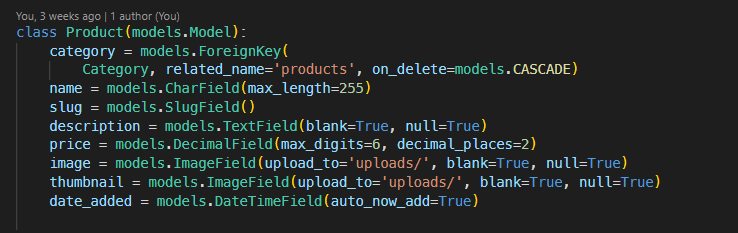 You, 3 weeks ago | 1 author (You)
class Product(models.Model):
    category = models.ForeignKey(
        Category, related_name='products', on_delete=models.CASCADE)
    name = models.CharField(max_length=255)
    slug = models.SlugField()
    description = models.TextField(blank=True, null=True)
    price = models.DecimalField(max_digits=6, decimal_places=2)
    image = models.ImageField(upload_to='uploads/', blank=True, null=True)
    thumbnail = models.ImageField(upload_to='uploads/', blank=True, null=True)
    date_added = models.DateTimeField(auto_now_add=True)